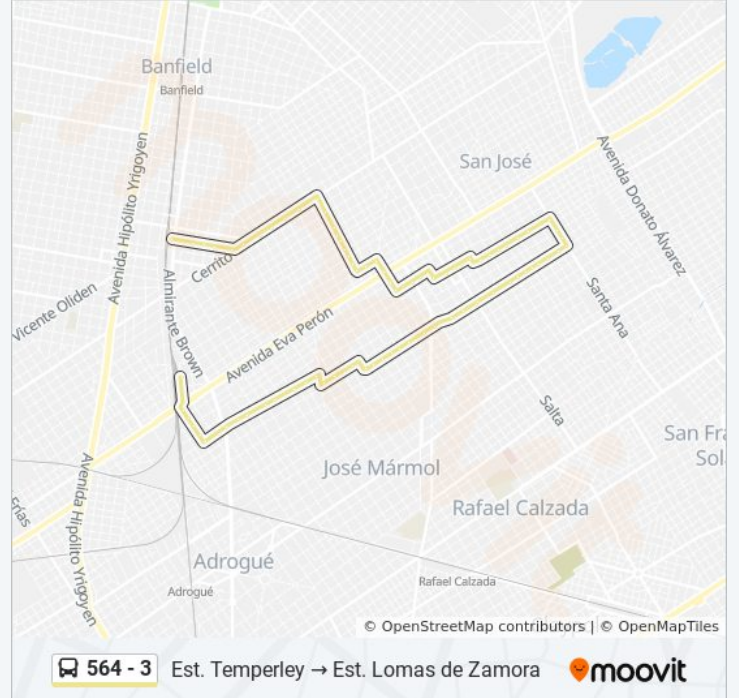 Banfield
Banfield
San José
Avenida Hipólito Yrigoyen
Avenida Donato Álvarez
Cerrito
Vicente Oliden
Almirante Brown
Santa Ana
Avenida Eva Perón
Salta
San Fra
Sol
José Mármol
Rafael Calzada
Frías
Avenida Hipólito Yrigoyen
Adrogué
Rafael Calzada
Adrogué
© OpenStreetMap contributors | © OpenMapTiles
564 - 3 Est. Temperley → Est. Lomas de Zamora moovit